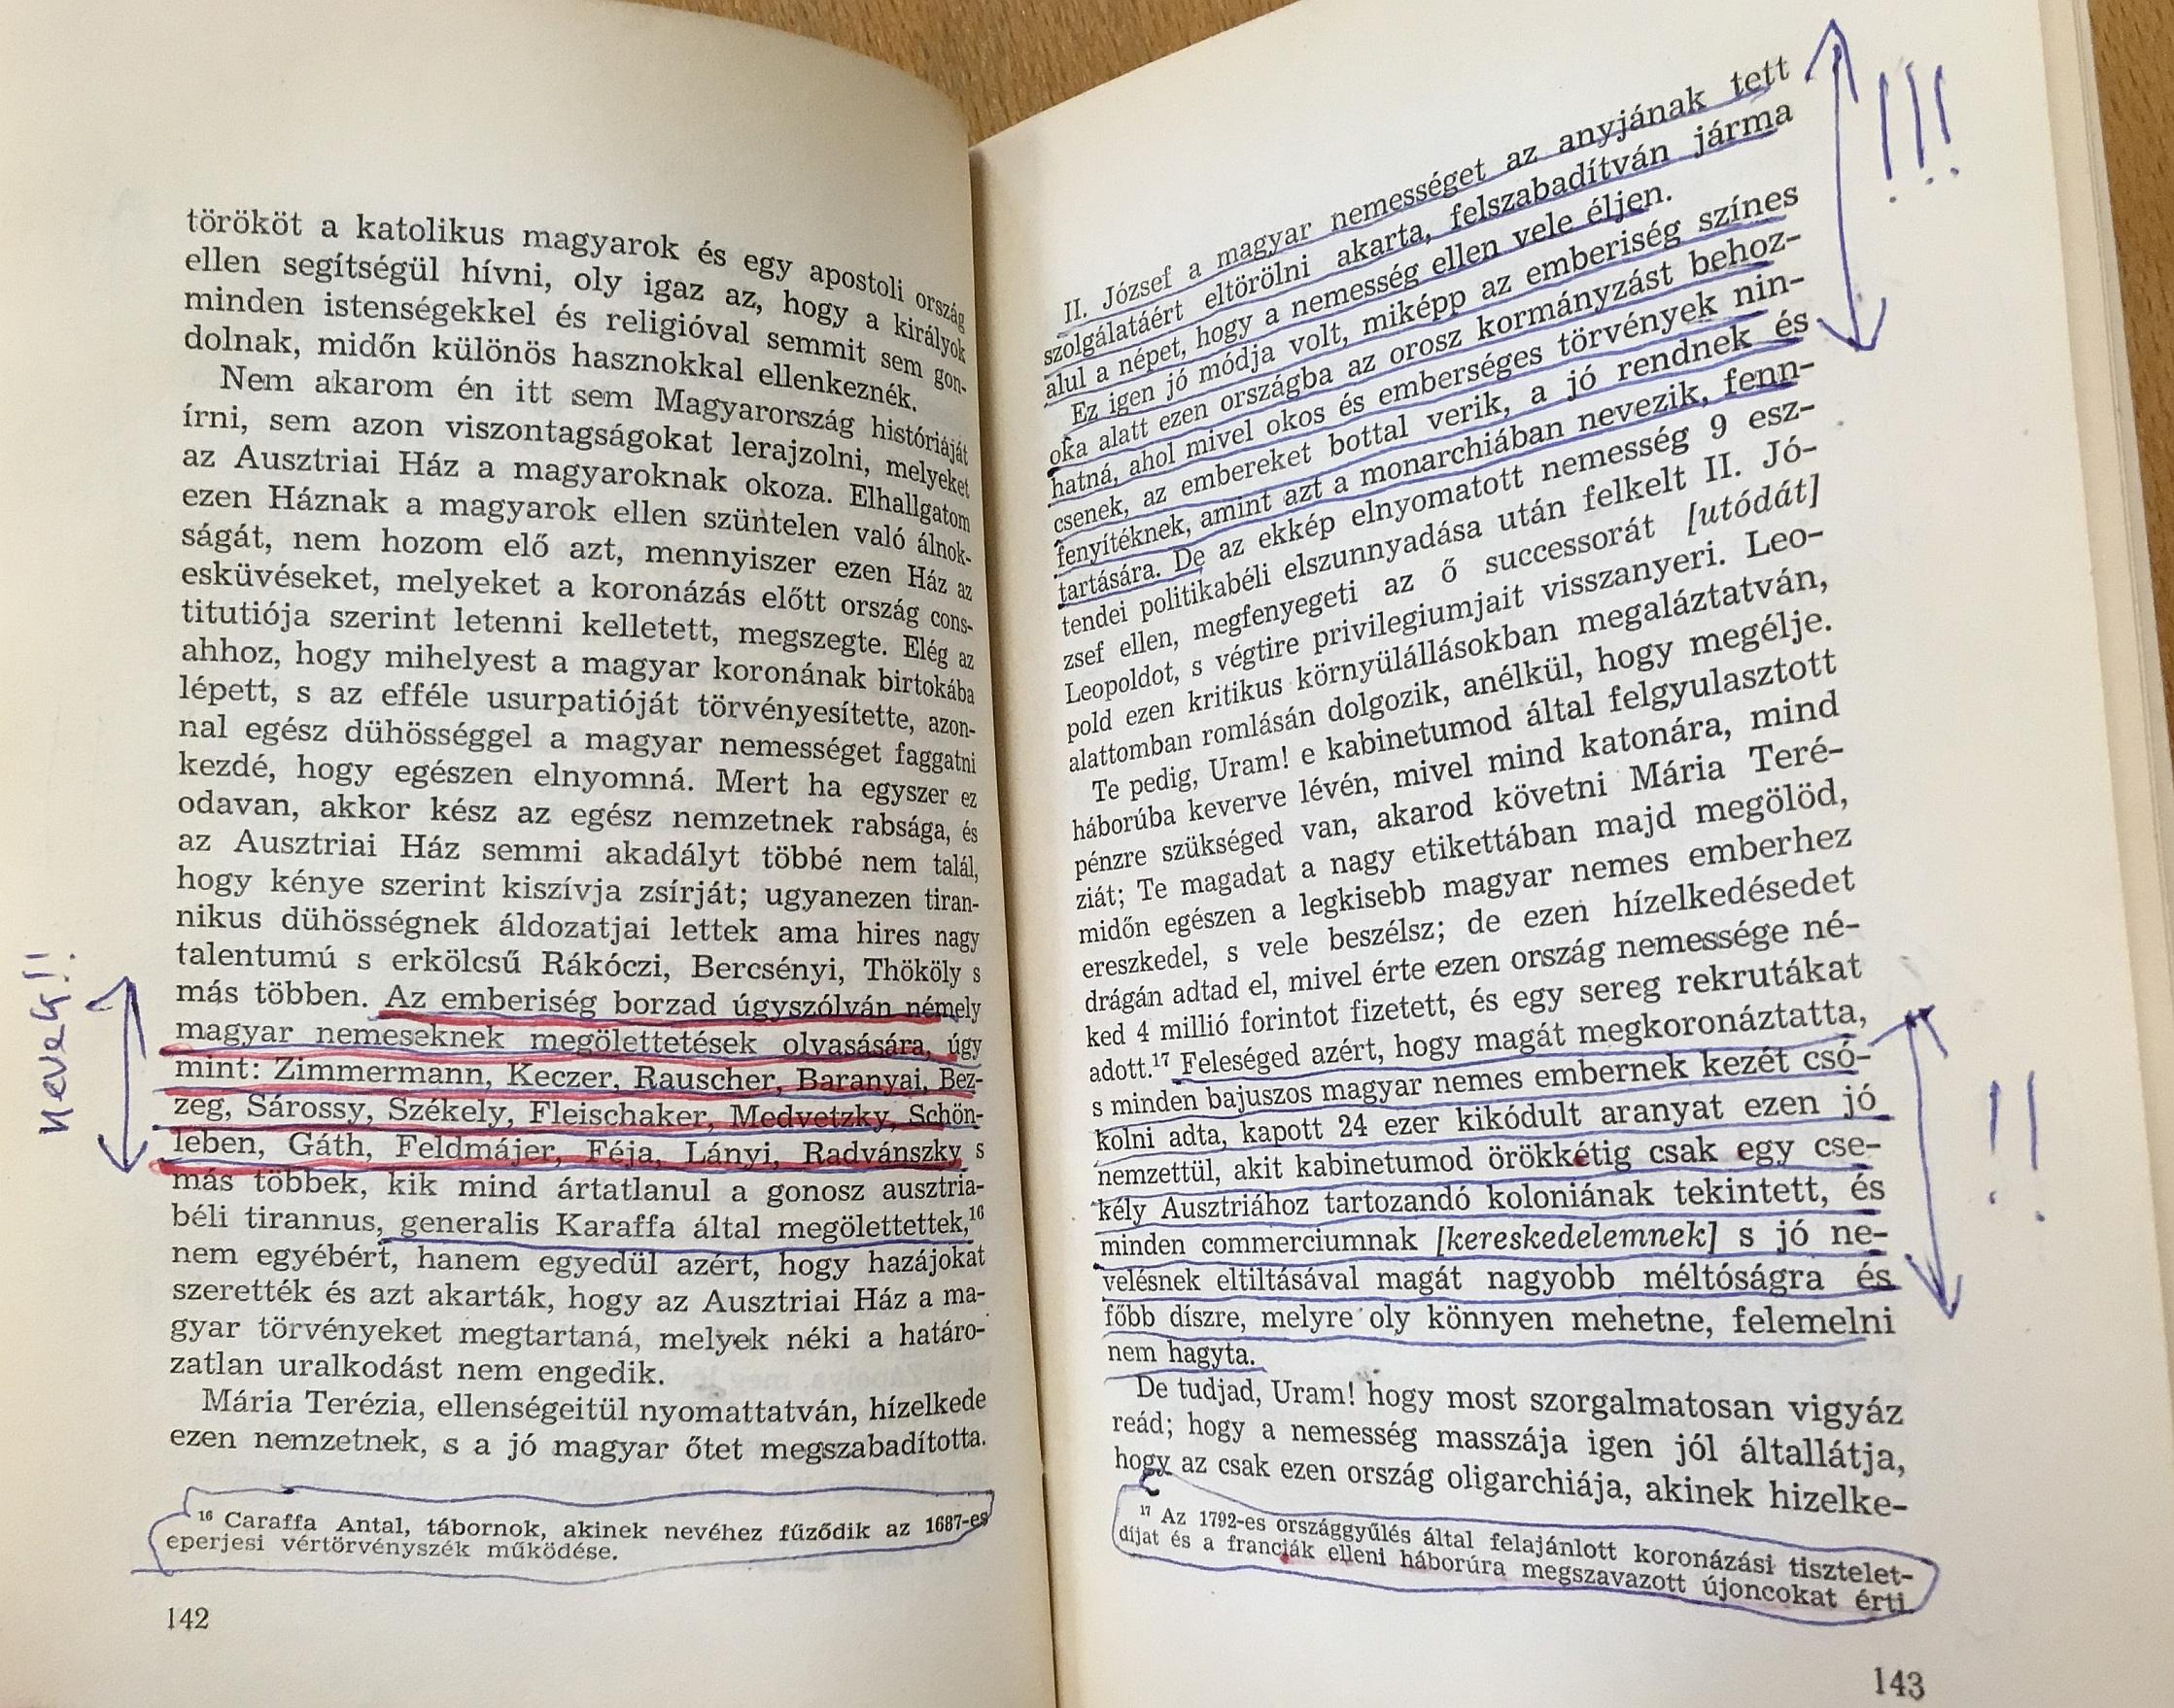 törököt a katolikus magyarok és egy apostoli ország
ellen segítségül hívni, oly igaz az, hogy a királyok
minden istenségekkel és religióval semmit sem gon-
dolnak, midőn különös hasznokkal ellenkeznék.
Nem akarom én itt sem Magyarország históriáját
írni, sem azon viszontagságokat lerajzolni, melyeket
az Ausztriai Ház a magyaroknak okoza. Elhallgatom
ezen Háznak a magyarok ellen szüntelen való álnok-
ságát, nem hozom elő azt, mennyiszer ezen Ház az
esküvéseket, melyeket a koronázás előtt ország cons-
titutiója szerint letenni kelletett, megszegte. Elég az
ahhoz, hogy mihelyest a magyar koronának birtokába
lépett, s az efféle usurpatióját törvényesítette, azon-
nal egész dühösséggel a magyar nemességet faggatni
kezdé, hogy egészen elnyomná. Mert ha egyszer ez
odavan, akkor kész az egész nemzetnek rabsága, és
az Ausztriai Ház semmi akadályt többé nem talál,
hogy kénye szerint kiszívja zsírját; ugyanezen tiran-
nikus dühösségnek áldozatjai lettek ama hires nagy
talentumú s erkölcsű Rákóczi, Bercsényi, Thököly s
más többen. Az emberiség borzad úgyszólván némely
magyar nemeseknek megölettetések olvasására, úgy
mint: Zimmermann, Keczer, Rauscher, Baranyai, Bez-
zeg, Sárossy, Székely, Fleischaker, Medvetzky, Schön-
leben, Gáth, Feldmájer, Féja, Lányi, Radvánszky s
más többek, kik mind ártatlanul a gonosz ausztria-
béli tirannus, generalis Karaffa által megölettettek,16
nem egyébért, hanem egyedül azért, hogy hazájokat
szerették és azt akarták, hogy az Ausztriai Ház a ma-
gyar törvényeket megtartaná, melyek néki a határo-
zatlan uralkodást nem engedik.
Mária Terézia, ellenségeitül nyomattatván, hízelkede
ezen nemzetnek, s a jó magyar őtet megszabadította.
16 Caraffa Antal, tábornok, akinek nevéhez fűződik az 1687-es
eperjesi vértörvényszék működése.
142
nevek!!
II. József a magyar nemességet az anyjának tett
szolgálatáért eltörölni akarta, felszabadítván járma
alul a népet, hogy a nemesség ellen vele éljen.
Ez igen jó módja volt, miképp az emberiség színes
oka alatt ezen országba az orosz kormányzást behoz-
hatná, ahol mivel okos és emberséges törvények nin-
csenek, az embereket bottal verik, a jó rendnek és
fenyítéknek, amint azt a monarchiában nevezik, fenn-
tartására. De az ekkép elnyomatott nemesség 9 esz-
tendei politikabéli elszunnyadása után felkelt II. Jó-
zsef ellen, megfenyegeti az ő successorát [utódát]
Leopoldot, s végtire privilegiumjait visszanyeri. Leo-
pold ezen kritikus környülállásokban megaláztatván,
alattomban romlásán dolgozik, anélkül, hogy megélje.
Te pedig, Uram! e kabinetumod által felgyulasztott
háborúba keverve lévén, mivel mind katonára, mind
pénzre szükséged van, akarod követni Mária Teré-
ziát; Te magadat a nagy etikettában majd megölöd,
midőn egészen a legkisebb magyar nemes emberhez
ereszkedel, s vele beszélsz; de ezen hízelkedésedet
drágán adtad el, mivel érte ezen ország nemessége né-
ked 4 millió forintot fizetett, és egy sereg rekrutákat
adott.17 Feleséged azért, hogy magát megkoronáztatta,
s minden bajuszos magyar nemes embernek kezét csó-
kolni adta, kapott 24 ezer kikódult aranyat ezen jó
nemzettül, akit kabinetumod örökkétig csak egy cse-
kély Ausztriához tartozandó koloniának tekintett, és
minden commerciumnak [kereskedelemnek] s jó ne-
velésnek eltiltásával magát nagyobb méltóságra és
főbb díszre, melyre oly könnyen mehetne, felemelni
nem hagyta.
De tudjad, Uram! hogy most szorgalmatosan vigyáz
reád; hogy a nemesség masszája igen jól általlátja,
hogy az csak ezen ország oligarchiája, akinek hizelke-
17 Az 1792-es országgyűlés által felajánlott koronázási tisztelet-
díjat és a franciák elleni háborúra megszavazott újoncokat érti.
143
!!!
!!